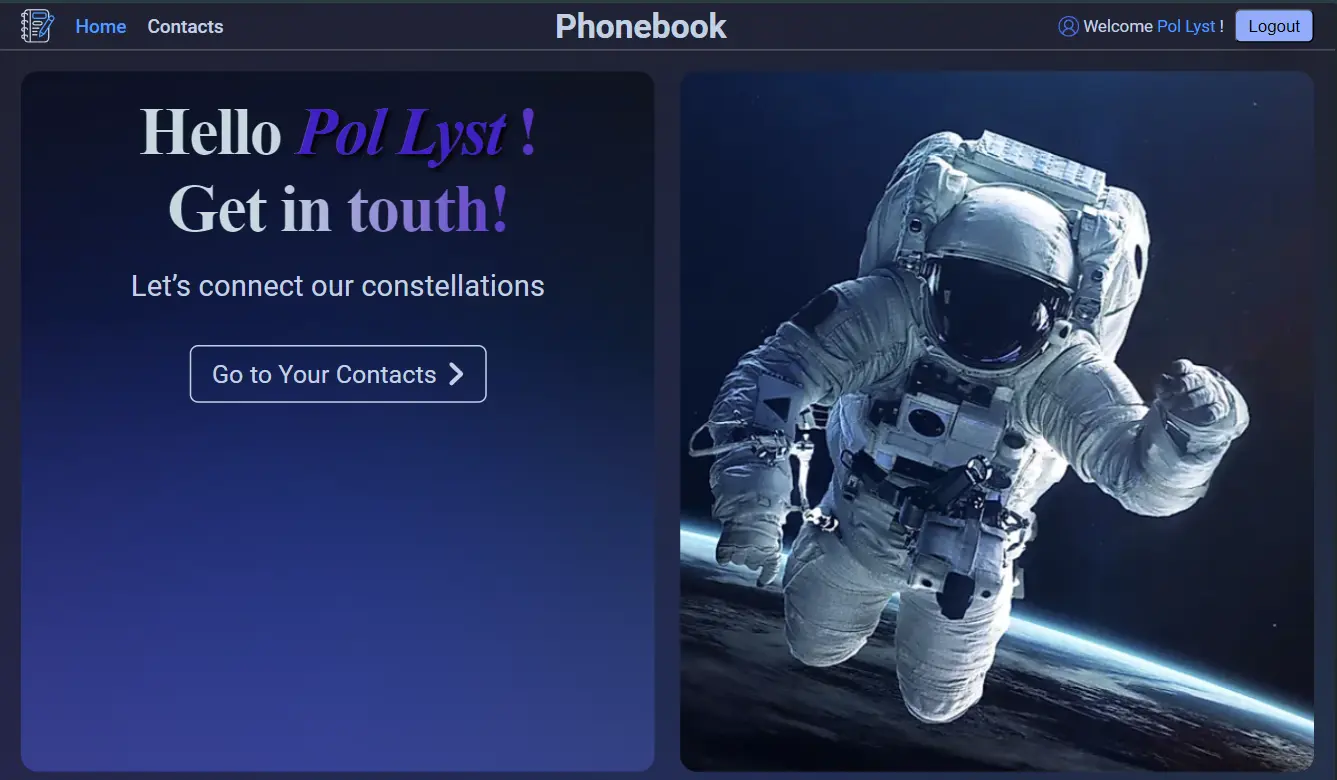 Home Contacts Phonebook Welcome Pol Lyst ! Logout
Hello Pol Lyst !
Get in touth!
Let’s connect our constellations
Go to Your Contacts